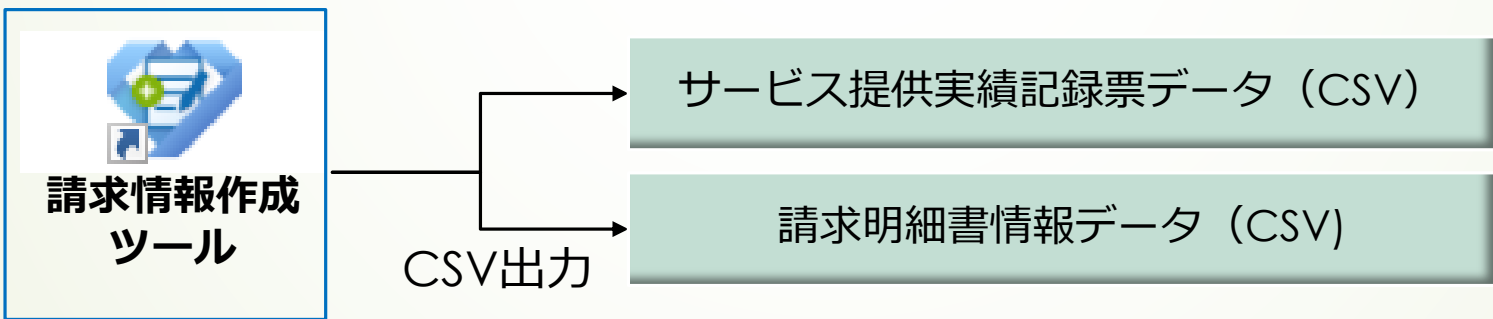 請求情報作成
ツール
CSV出力
サービス提供実績記録票データ（CSV）
請求明細書情報データ（CSV)